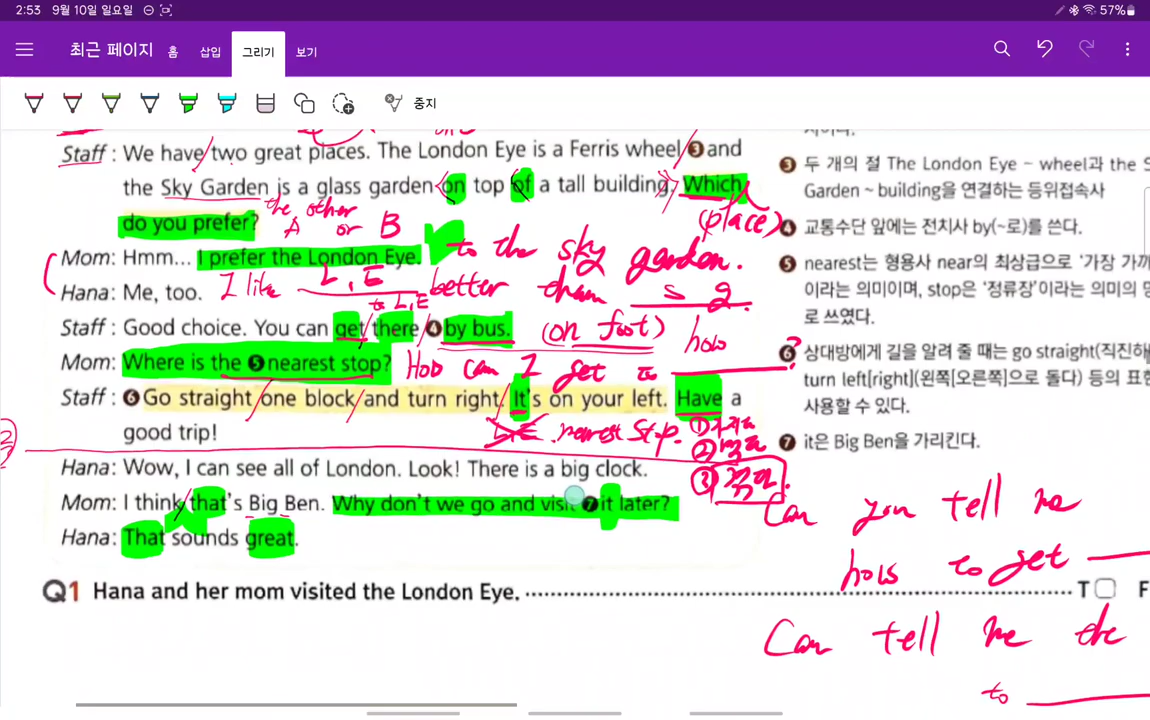 2:53 9월 10일 일요일 57%
최근 페이지 홈 삽입 그리기 보기
중지
Staff : We have/two great places. The London Eye is a Ferris wheel/❸and
the Sky Garden is a glass garden on top of a tall building. Which
(place)
the other
do you prefer? A or B
Mom: Hmm... I prefer the London Eye. to the sky garden.
Hana: Me, too. I like L, E better than s g.
to L,E
Staff : Good choice. You can get/there/❹by bus. (on foot) how
Mom: Where is the ❺nearest stop? How can I get to ?
Staff : ❻Go straight/one block/and turn right/It's on your left. Have a
good trip! nearest stop. ①
②
③
Hana: Wow, I can see all of London. Look! There is a big clock.
Mom: I think/that's Big Ben. Why don't we go and visit ❼it later?
Hana: That sounds great.
Q1 Hana and her mom visited the London Eye. T F
❸ 두 개의 절 The London Eye ~ wheel과 the S
Garden ~ building을 연결하는 등위접속사
❹ 교통수단 앞에는 전치사 by(~로)를 쓴다.
❺ nearest는 형용사 near의 최상급으로 '가장 가까
이라는 의미이며, stop은 '정류장'이라는 의미의 명
로 쓰였다.
❻ 상대방에게 길을 알려 줄 때는 go straight(직진하
turn left[right](왼쪽[오른쪽]으로 돌다) 등의 표현
사용할 수 있다.
❼ it은 Big Ben을 가리킨다.
Can you tell me
how to get
Can tell me the
to